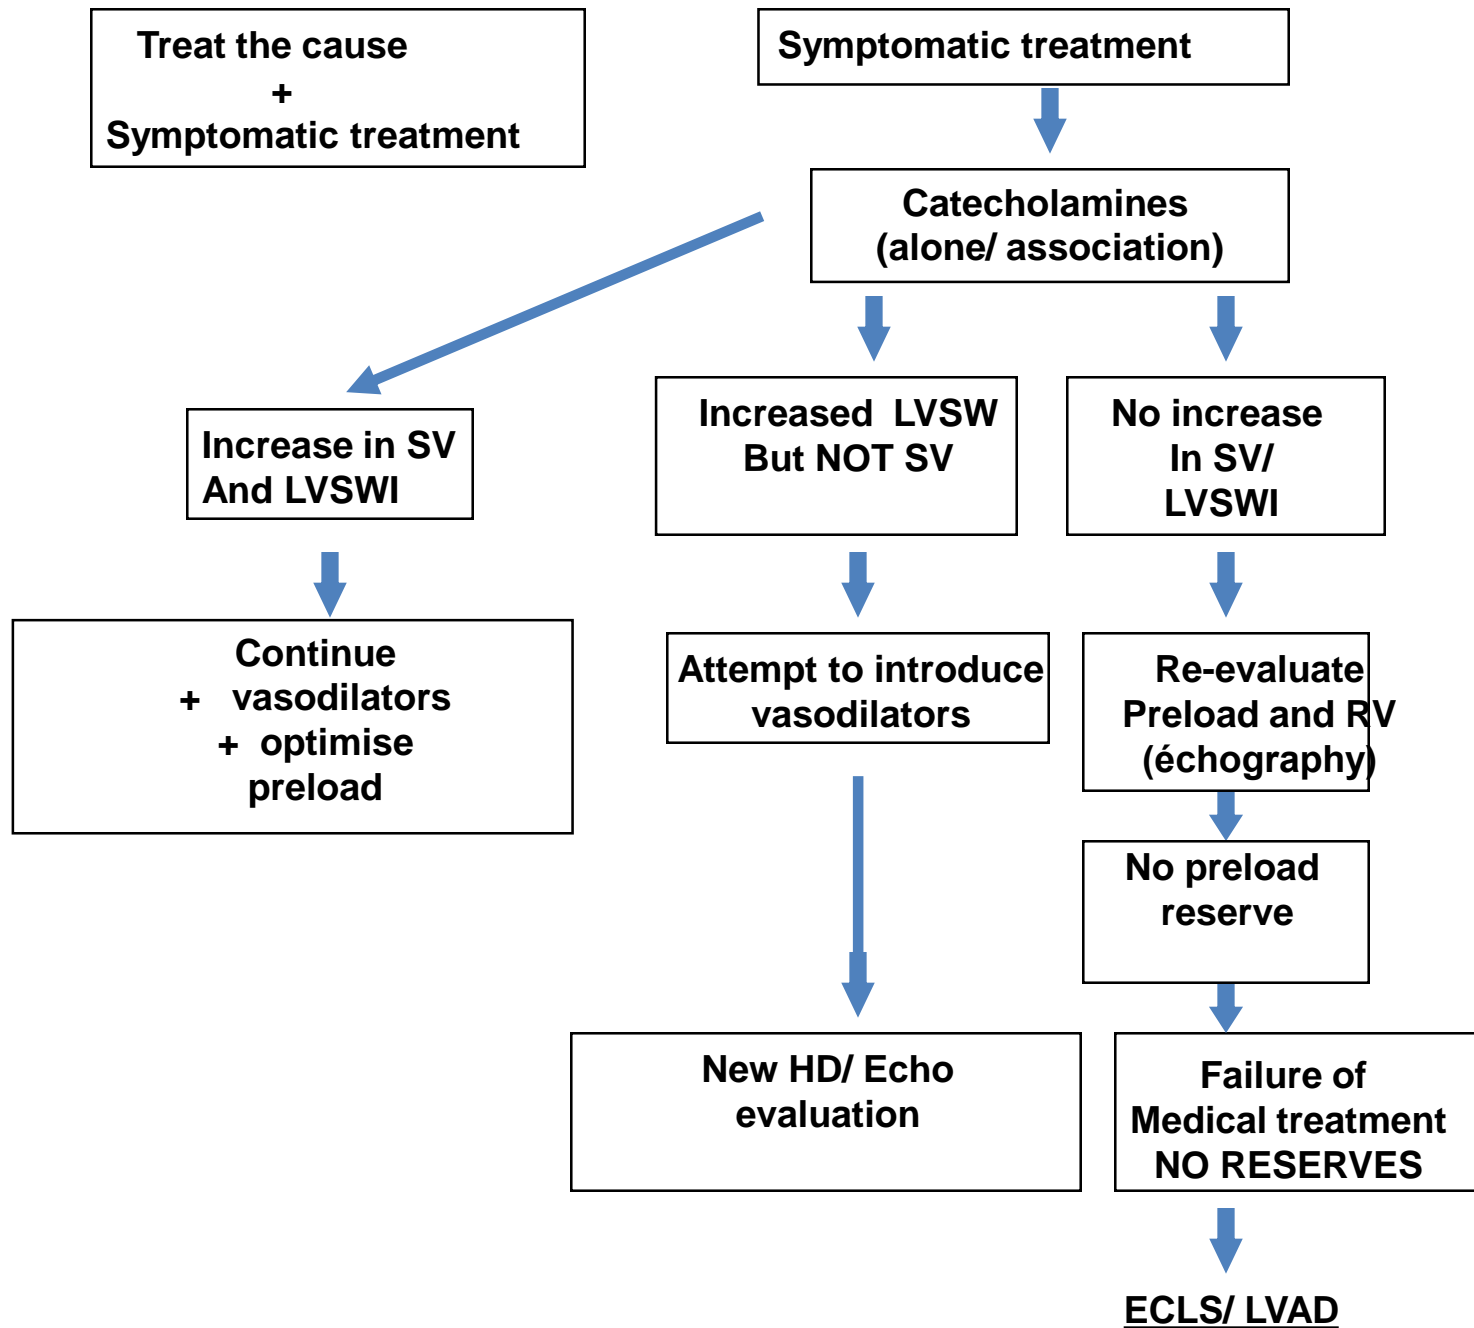 Treat the cause
+
Symptomatic treatment
Symptomatic treatment
Catecholamines
(alone/ association)
Increase in SV
And LVSWI
Increased LVSW
But NOT SV
No increase
In SV/
LVSWI
Continue
+ vasodilators
+ optimise
preload
Attempt to introduce
vasodilators
Re-evaluate
Preload and RV
(échography)
No preload
reserve
New HD/ Echo
evaluation
Failure of
Medical treatment
NO RESERVES
ECLS/ LVAD